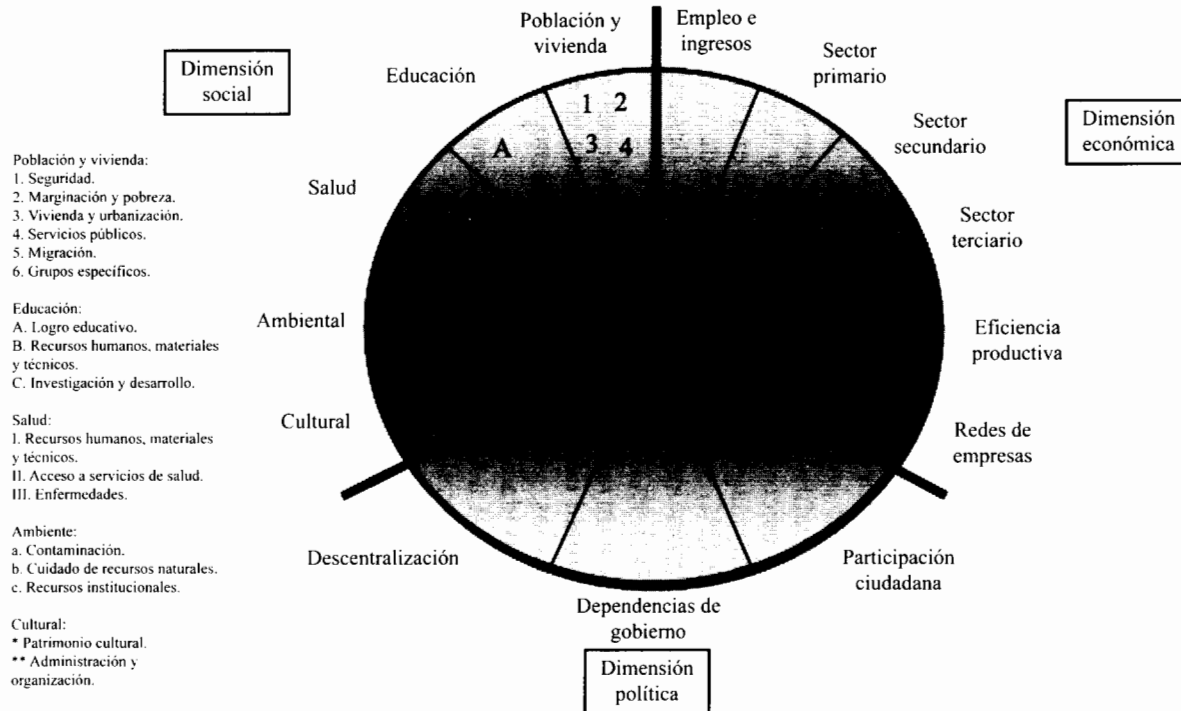 Población y
vivienda
Empleo e
ingresos
Dimensión
social
Educación
Sector
primario
Dimensión
económica
Sector
secundario
1 2
3 4
A
Salud
Sector
terciario
Ambiental
Eficiencia
productiva
Cultural
Redes de
empresas
Descentralización
Participación
ciudadana
Dependencias de
gobierno
Dimensión
política
Población y vivienda:
1. Seguridad.
2. Marginación y pobreza.
3. Vivienda y urbanización.
4. Servicios públicos.
5. Migración.
6. Grupos específicos.
Educación:
A. Logro educativo.
B. Recursos humanos, materiales
y técnicos.
C. Investigación y desarrollo.
Salud:
I. Recursos humanos, materiales
y técnicos.
II. Acceso a servicios de salud.
III. Enfermedades.
Ambiente:
a. Contaminación.
b. Cuidado de recursos naturales.
c. Recursos institucionales.
Cultural:
* Patrimonio cultural.
** Administración y
organización.